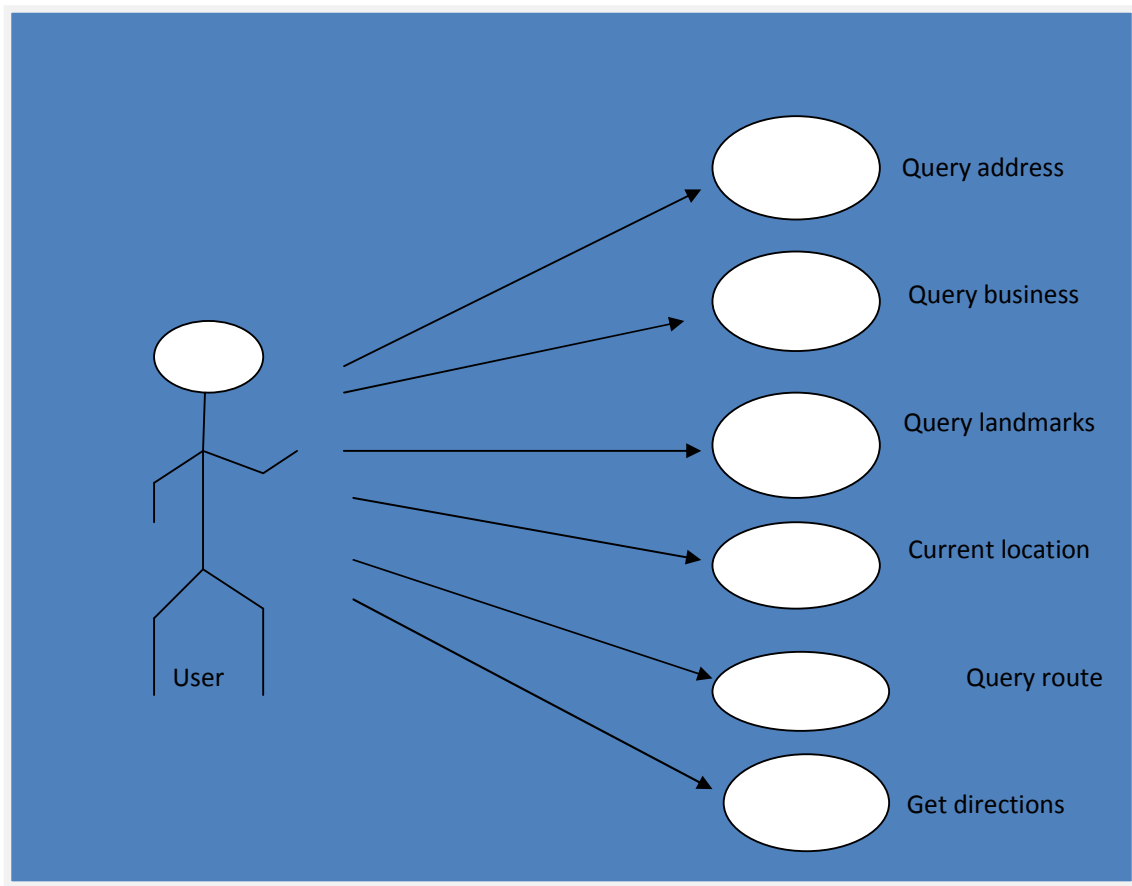 Query address
Query business
Query landmarks
Current location
User
Query route
Get directions